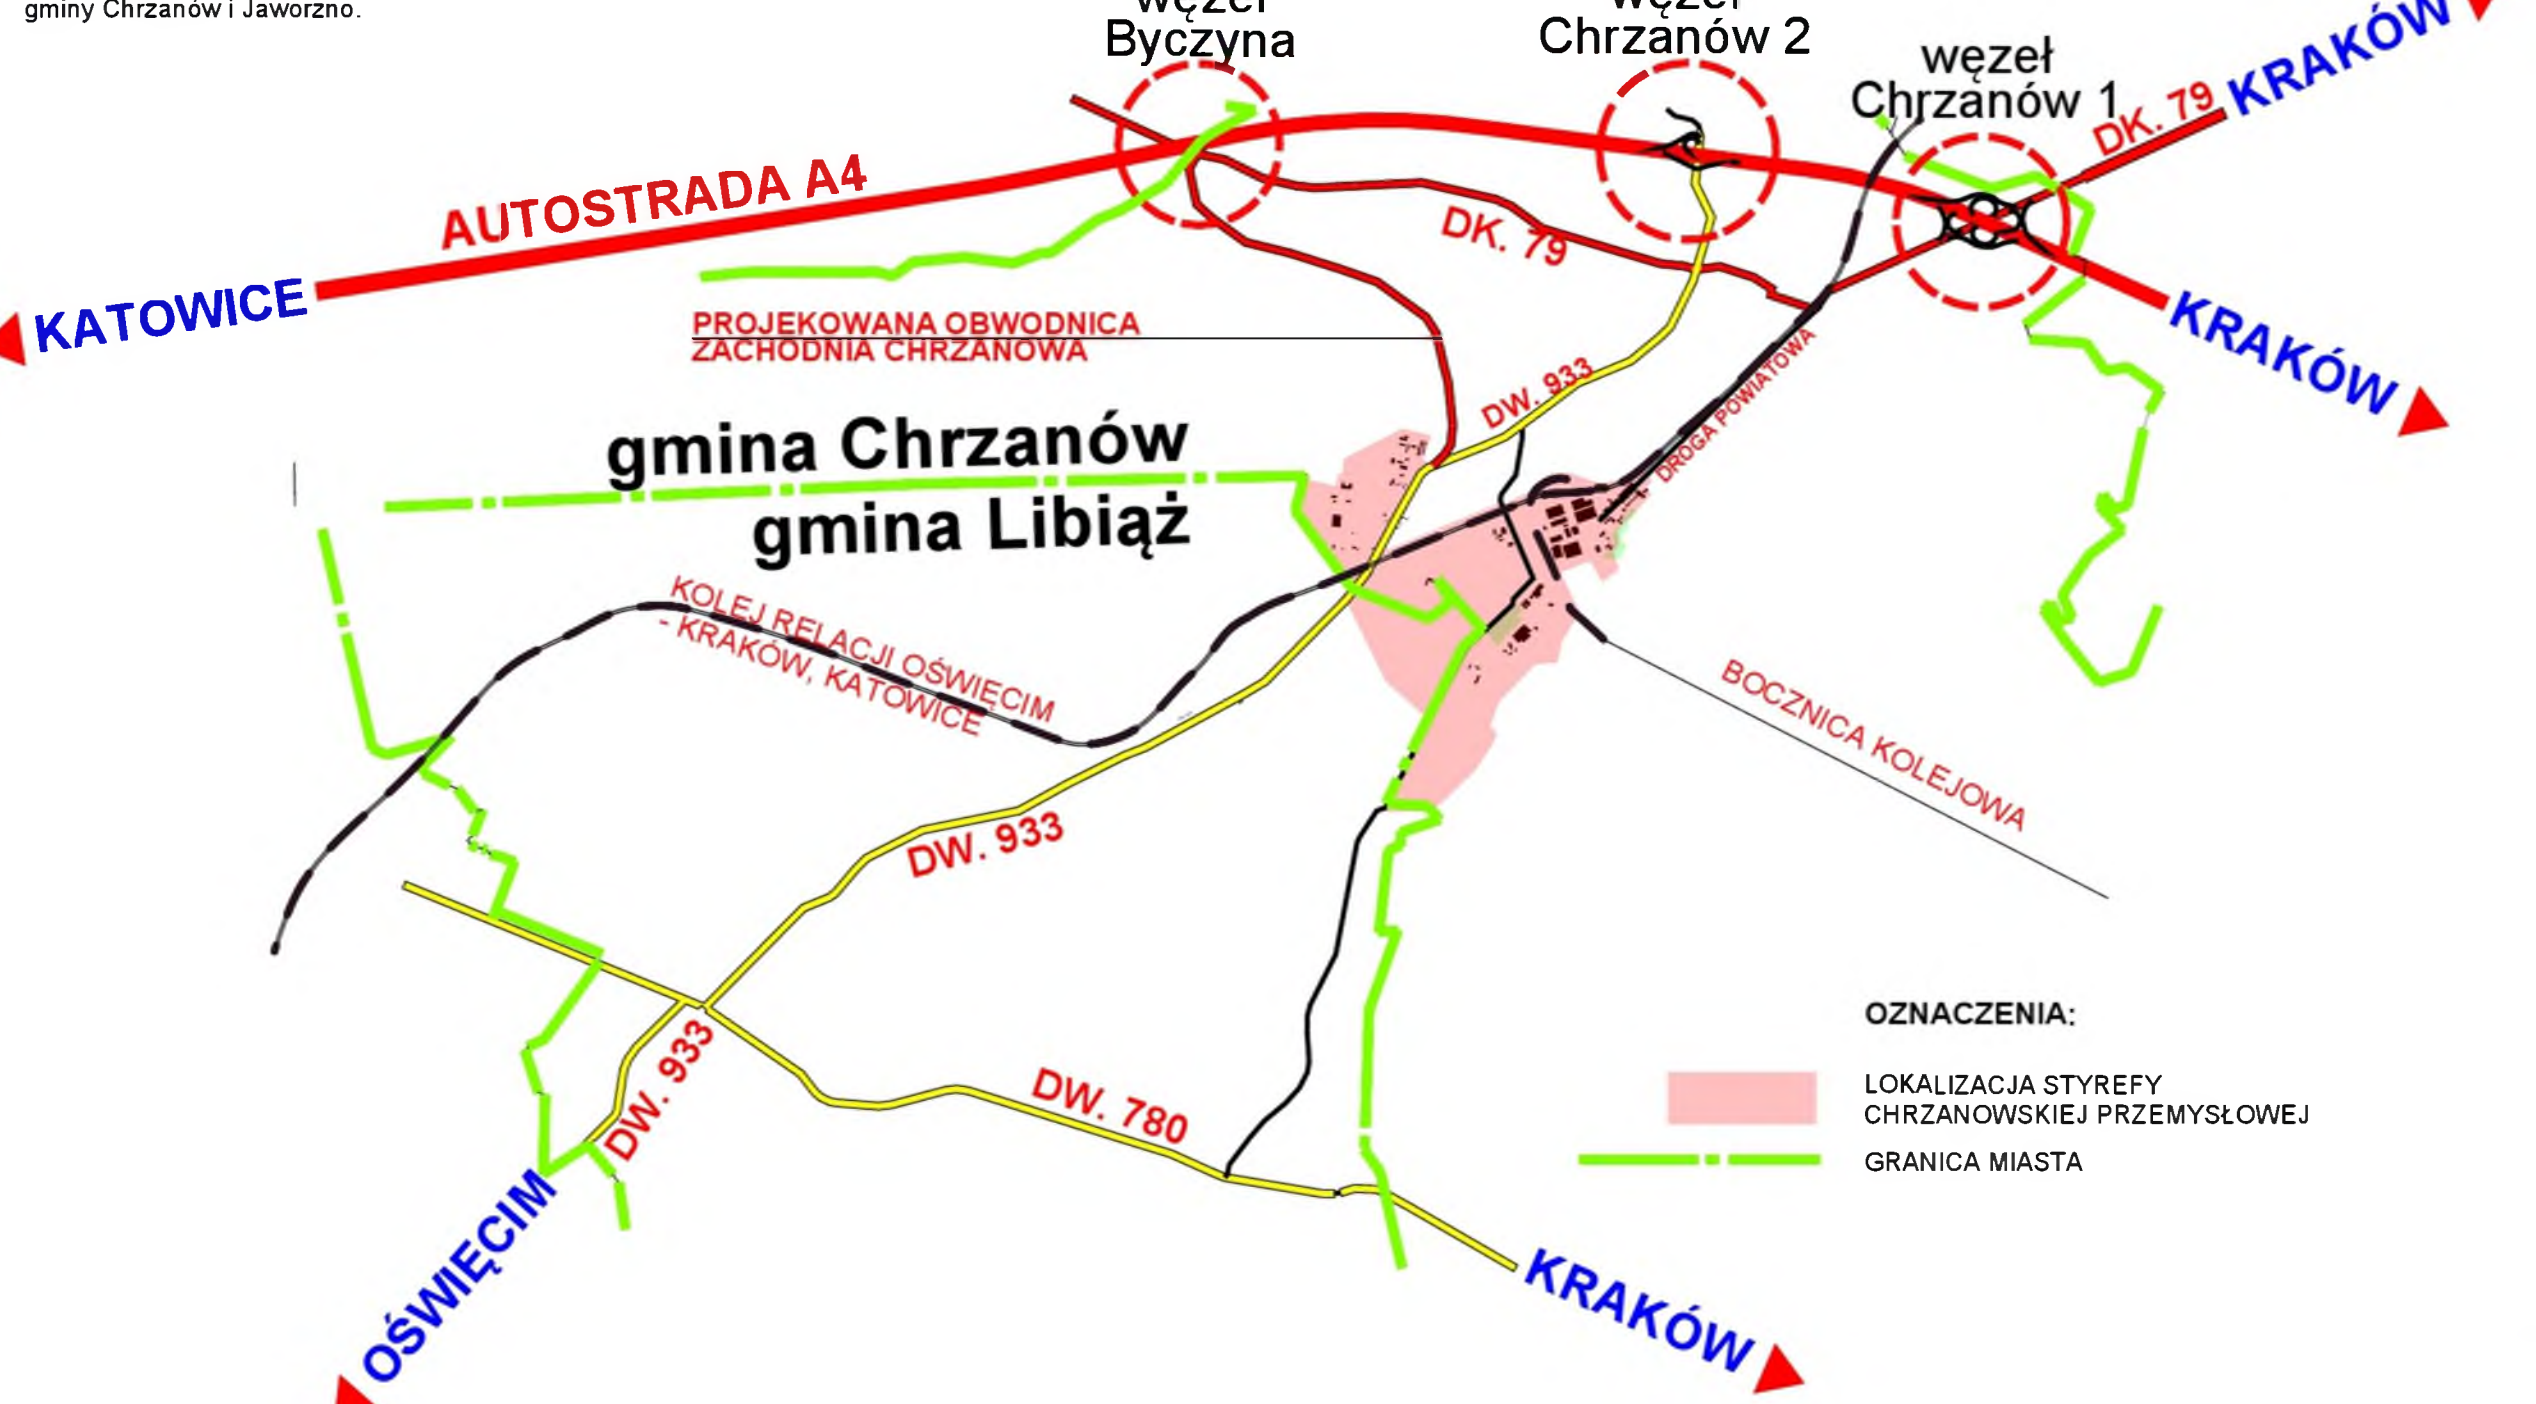 gminy Chrzanów i Jaworzno.
węzeł
Byczyna
węzeł
Chrzanów 2
węzeł
Chrzanów 1
DK. 79
KRAKÓW
AUTOSTRADA A4
KATOWICE
DK. 79
KRAKÓW
PROJEKOWANA OBWODNICA
ZACHODNIA CHRZANOWA
DW. 933
DROGA POWIATOWA
gmina Chrzanów
gmina Libiąż
KOLEJ RELACJI OŚWIĘCIM
- KRAKÓW, KATOWICE
BOCZNICA KOLEJOWA
DW. 933
DW. 933
DW. 780
OŚWIĘCIM
KRAKÓW
OZNACZENIA:
LOKALIZACJA STYREFY
CHRZANOWSKIEJ PRZEMYSŁOWEJ
GRANICA MIASTA